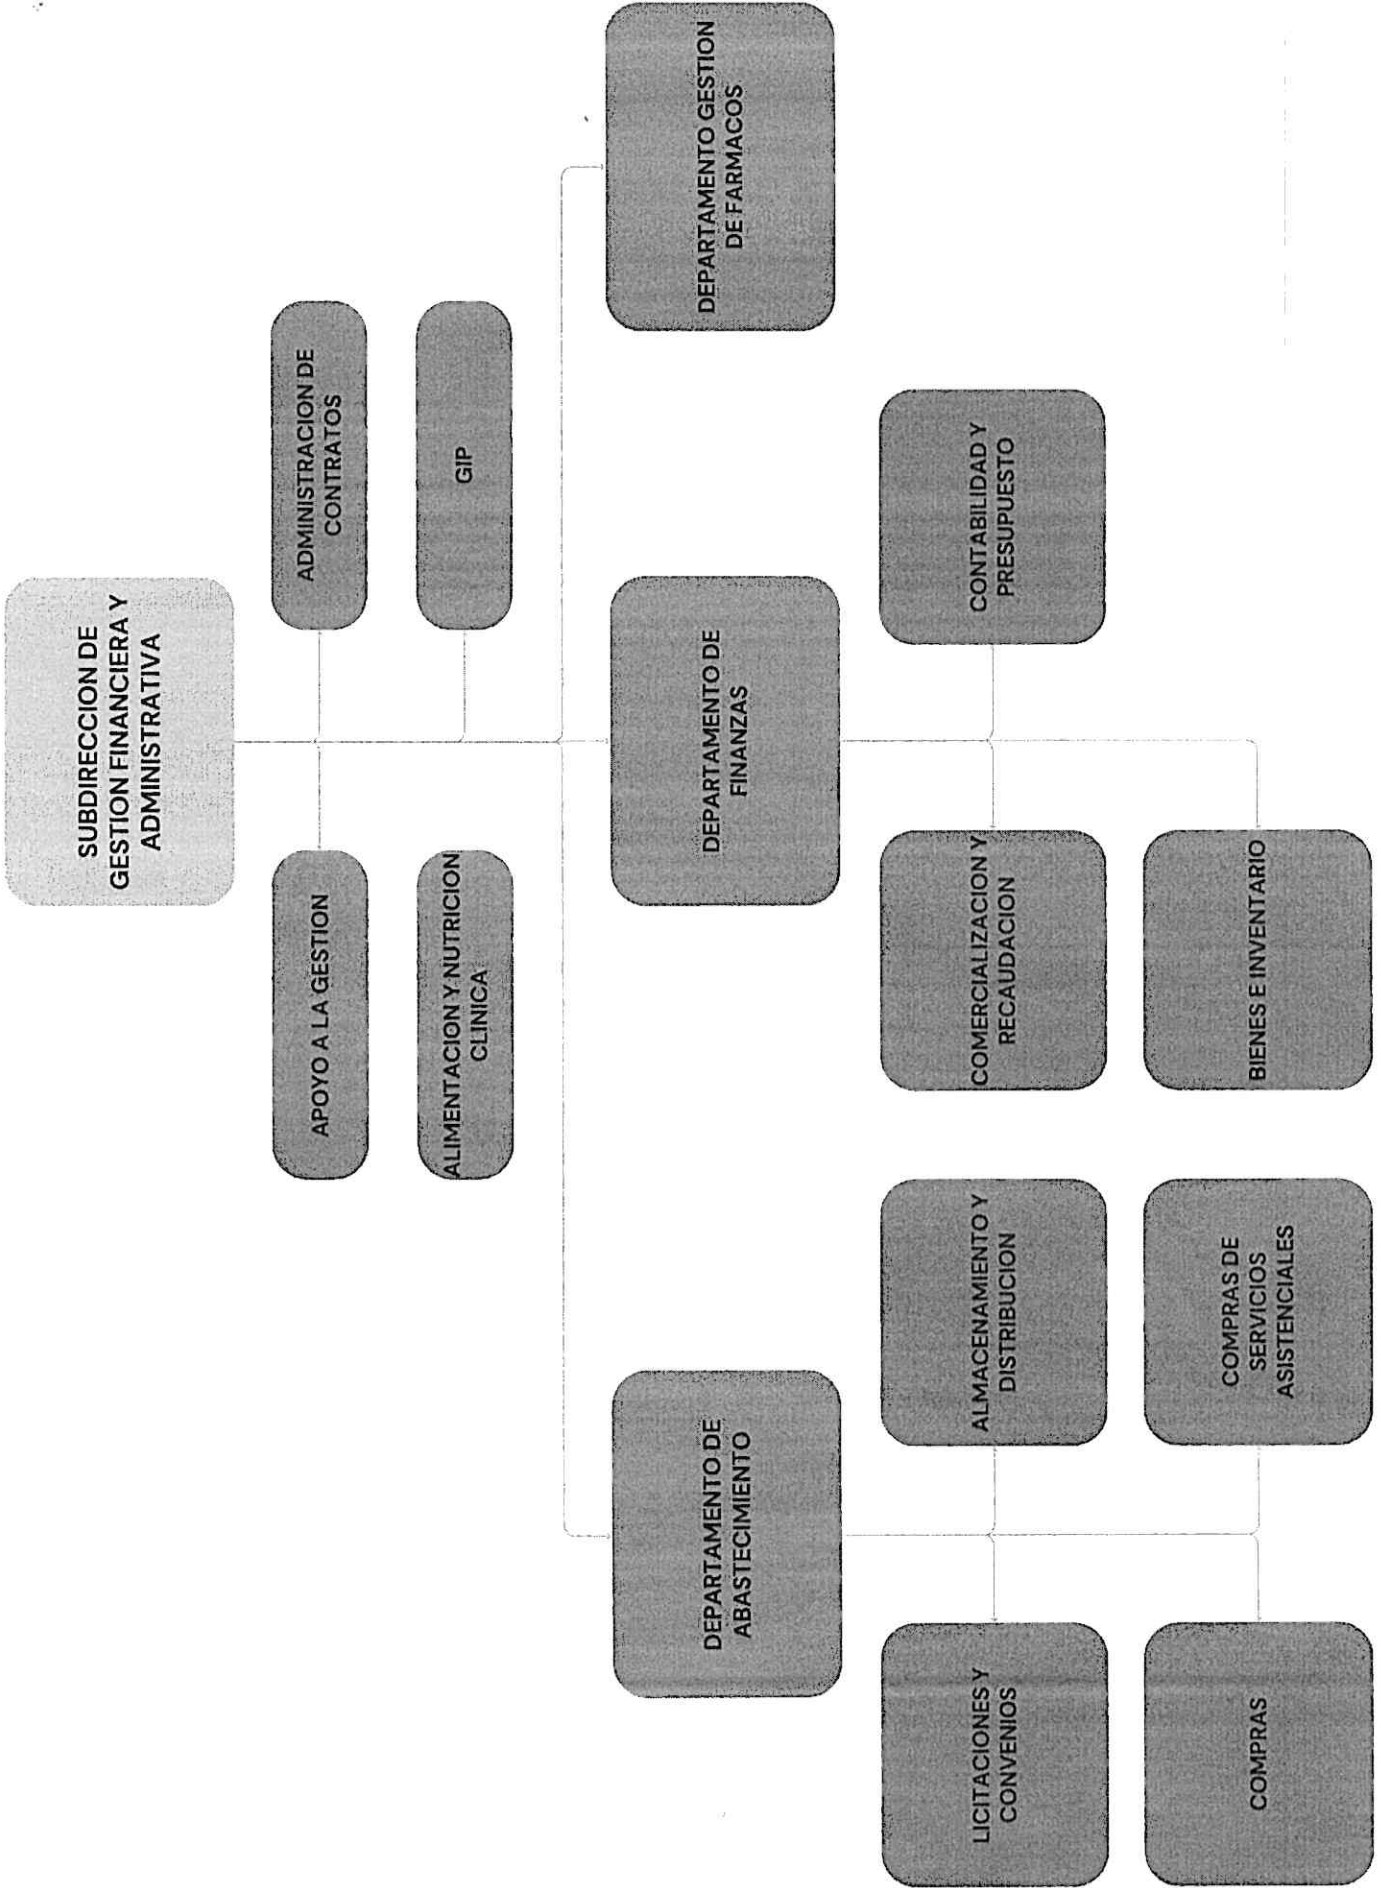 SUBDIRECCION DE
GESTION FINANCIERA Y
ADMINISTRATIVA
APOYO A LA GESTION
ADMINISTRACION DE
CONTRATOS
ALIMENTACION Y NUTRICION
CLINICA
GIP
DEPARTAMENTO DE
ABASTECIMIENTO
DEPARTAMENTO DE
FINANZAS
DEPARTAMENTO GESTION
DE FARMACOS
LICITACIONES Y
CONVENIOS
ALMACENAMIENTO Y
DISTRIBUCION
COMERCIALIZACION Y
RECAUDACION
CONTABILIDAD Y
PRESUPUESTO
COMPRAS
COMPRAS DE
SERVICIOS
ASISTENCIALES
BIENES E INVENTARIO